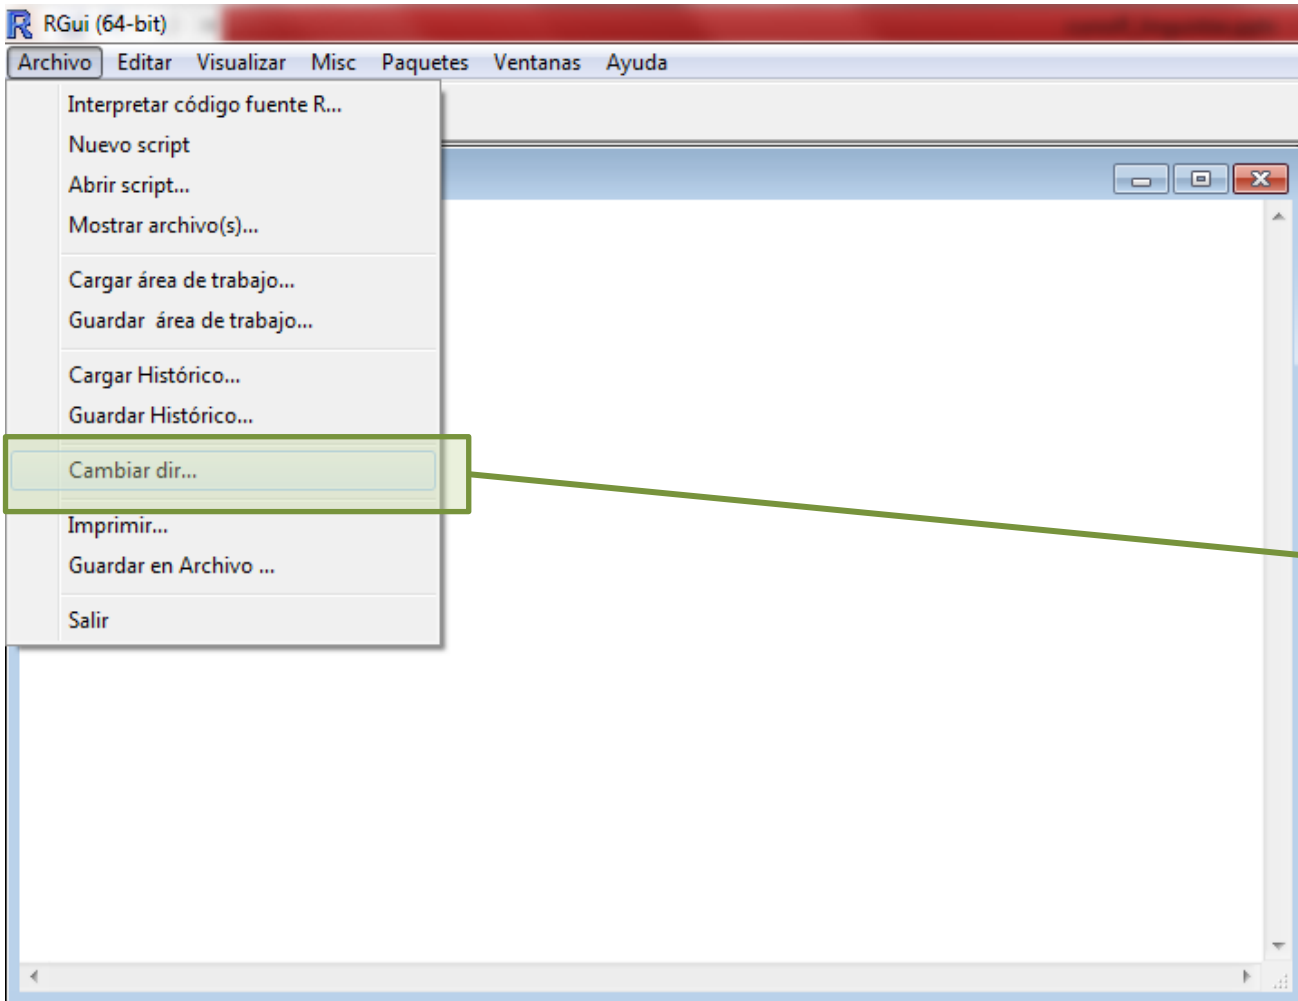 RGui (64-bit)
Archivo Editar Visualizar Misc Paquetes Ventanas Ayuda
Interpretar código fuente R...
Nuevo script
Abrir script...
Mostrar archivo(s)...
Cargar área de trabajo...
Guardar  área de trabajo...
Cargar Histórico...
Guardar Histórico...
Cambiar dir...
Imprimir...
Guardar en Archivo ...
Salir